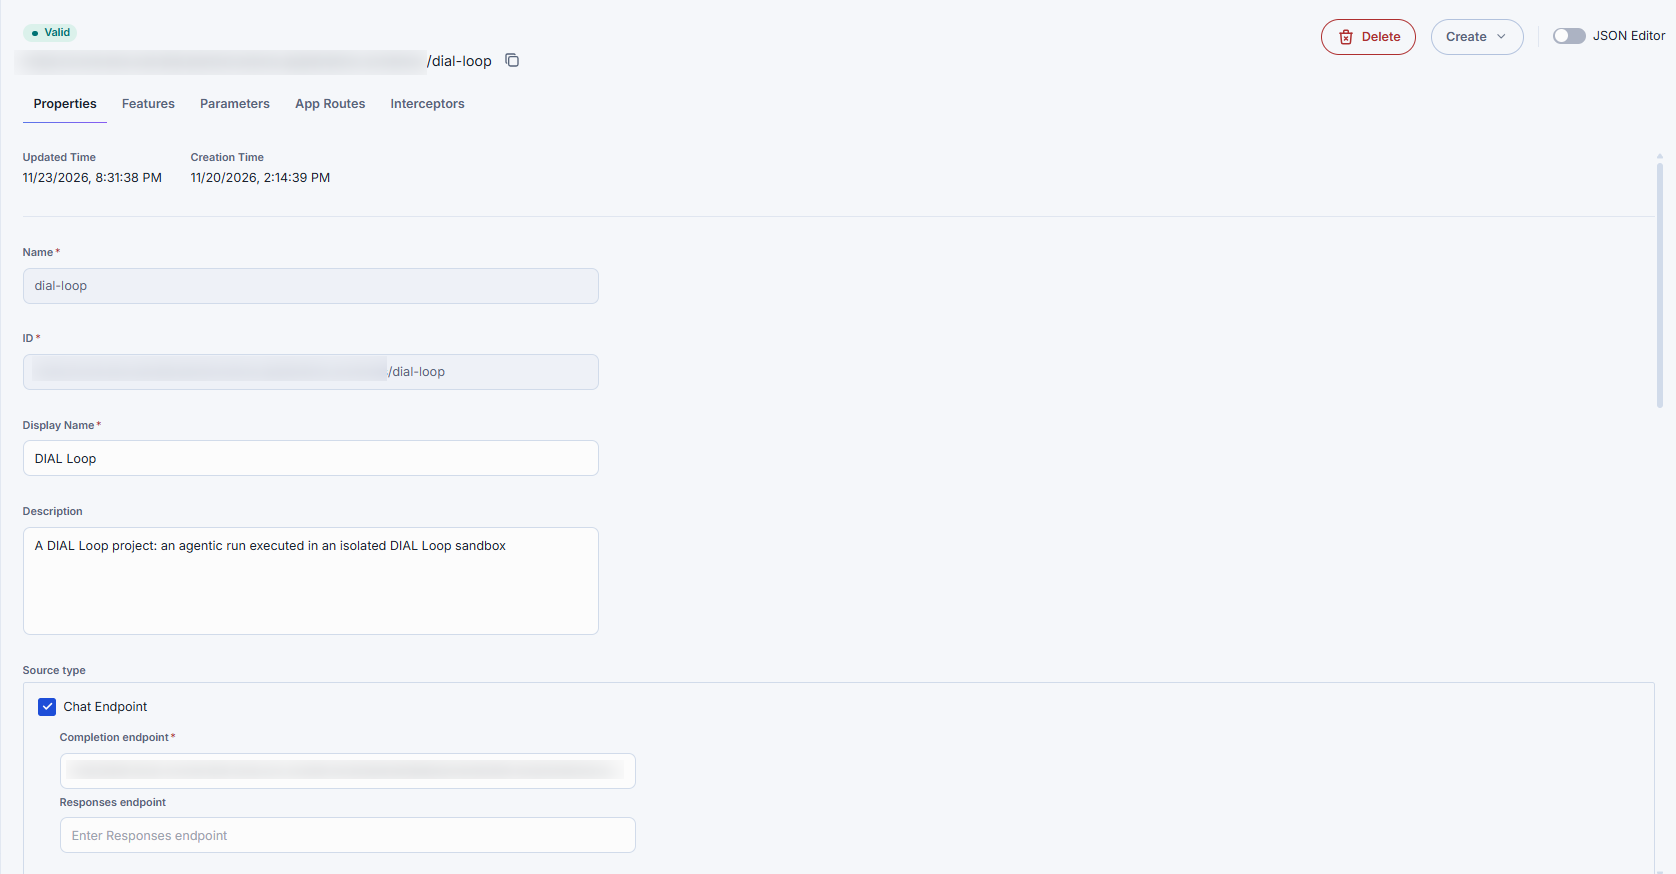 Valid
Delete
Create
JSON Editor
/dial-loop
Properties
Features
Parameters
App Routes
Interceptors
Updated Time
Creation Time
11/23/2026, 8:31:38 PM
11/20/2026, 2:14:39 PM
Name*
dial-loop
ID*
/dial-loop
Display Name*
DIAL Loop
Description
A DIAL Loop project: an agentic run executed in an isolated DIAL Loop sandbox
Source type
Chat Endpoint
Completion endpoint*
Responses endpoint
Enter Responses endpoint